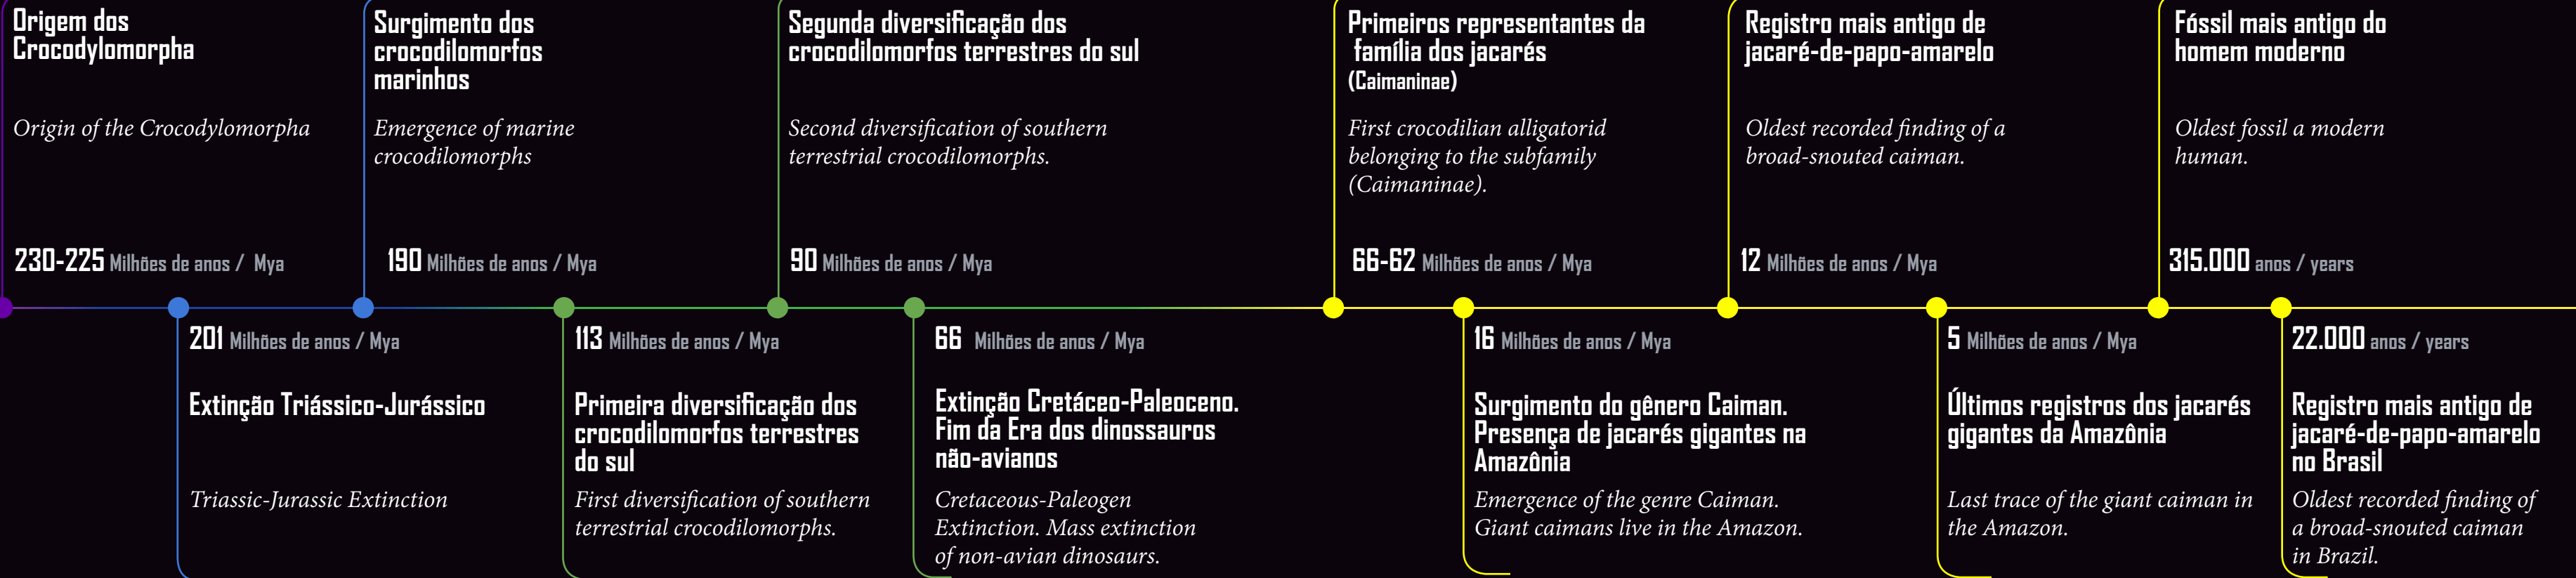 Origem dos
Crocodylomorpha
Origin of the Crocodylomorpha
230-225 Milhões de anos / Mya
Surgimento dos
crocodilomorfos
marinhos
Emergence of marine
crocodilomorphs
190 Milhões de anos / Mya
Segunda diversificação dos
crocodilomorfos terrestres do sul
Second diversification of southern
terrestrial crocodilomorphs.
90 Milhões de anos / Mya
Primeiros representantes da
família dos jacarés
(Caimaninae)
First crocodilian alligatorid
belonging to the subfamily
(Caimaninae).
66-62 Milhões de anos / Mya
Registro mais antigo de
jacaré-de-papo-amarelo
Oldest recorded finding of a
broad-snouted caiman.
12 Milhões de anos / Mya
Fóssil mais antigo do
homem moderno
Oldest fossil a modern
human.
315.000 anos / years
201 Milhões de anos / Mya
Extinção Triássico-Jurássico
Triassic-Jurassic Extinction
113 Milhões de anos / Mya
Primeira diversificação dos
crocodilomorfos terrestres
do sul
First diversification of southern
terrestrial crocodilomorphs.
66 Milhões de anos / Mya
Extinção Cretáceo-Paleoceno.
Fim da Era dos dinossauros
não-avianos
Cretaceous-Paleogen
Extinction. Mass extinction
of non-avian dinosaurs.
16 Milhões de anos / Mya
Surgimento do gênero Caiman.
Presença de jacarés gigantes na
Amazônia
Emergence of the genre Caiman.
Giant caimans live in the Amazon.
5 Milhões de anos / Mya
Últimos registros dos jacarés
gigantes da Amazônia
Last trace of the giant caiman in
the Amazon.
22.000 anos / years
Registro mais antigo de
jacaré-de-papo-amarelo
no Brasil
Oldest recorded finding of
a broad-snouted caiman
in Brazil.